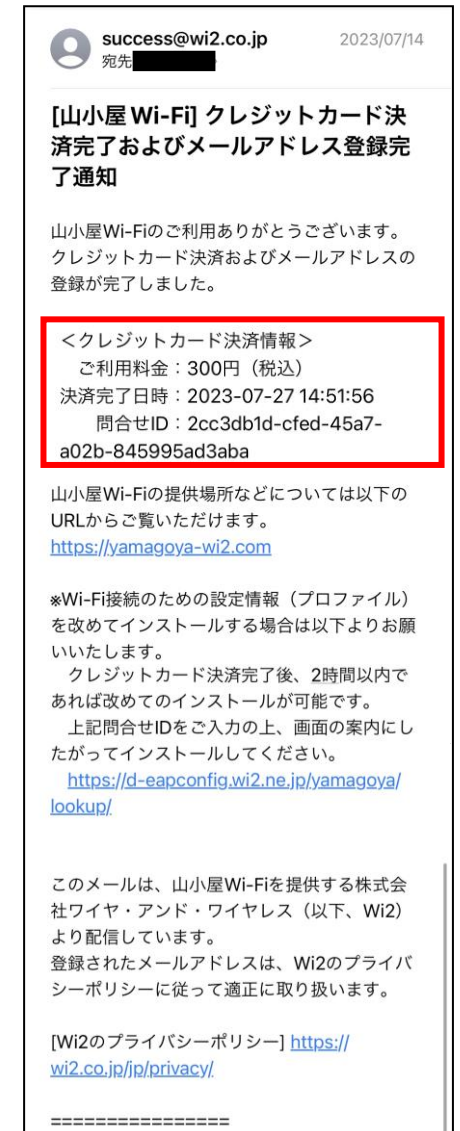 success@wi2.co.jp 2023/07/14
宛先
[山小屋 Wi-Fi] クレジットカード決
済完了およびメールアドレス登録完
了通知
山小屋Wi-Fiのご利用ありがとうございます。
クレジットカード決済およびメールアドレスの
登録が完了しました。
＜クレジットカード決済情報＞
ご利用料金：300円（税込）
決済完了日時：2023-07-27 14:51:56
問合せID：2cc3db1d-cfed-45a7-
a02b-845995ad3aba
山小屋Wi-Fiの提供場所などについては以下の
URLからご覧いただけます。
https://yamagoya-wi2.com
※Wi-Fi接続のための設定情報（プロファイル）
を改めてインストールする場合は以下よりお願
いいたします。
クレジットカード決済完了後、2時間以内で
あれば改めてのインストールが可能です。
上記問合せIDをご入力の上、画面の案内にし
たがってインストールしてください。
https://d-eapconfig.wi2.ne.jp/yamagoya/
lookup/
このメールは、山小屋Wi-Fiを提供する株式会
社ワイヤ・アンド・ワイヤレス（以下、Wi2）
より配信しています。
登録されたメールアドレスは、Wi2のプライバ
シーポリシーに従って適正に取り扱います。
[Wi2のプライバシーポリシー] https://
wi2.co.jp/jp/privacy/
================